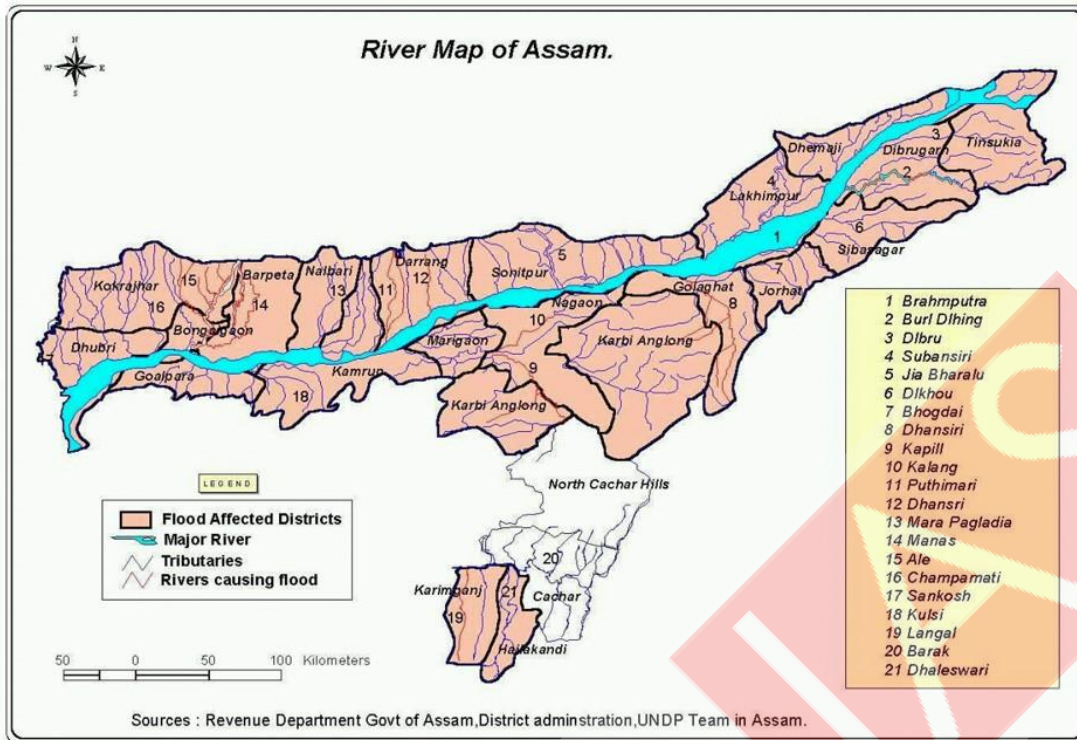 River Map of Assam.
N
W E
S
Dhemaji
3
Dibrugarh
Tinsukia
2
4
Lakhimpur
1
6
Sibasagar
5
Sonitpur
7
Jorhat
Golaghat
8
Nagaon
10
Karbi Anglong
Darrang
12
11
Nalbari
13
Barpeta
14
15
Kokrajhar
16
Bongaigaon
Dhubri
Goalpara
Kamrup
18
Marigaon
9
Karbi Anglong
North Cachar Hills
20
Cachar
Karimganj
19
21
Hailakandi
1 Brahmputra
2 Burl Dlhing
3 Dlbru
4 Subansiri
5 Jia Bharalu
6 Dlkhou
7 Bhogdai
8 Dhansiri
9 Kapill
10 Kalang
11 Puthimari
12 Dhansri
13 Mara Pagladia
14 Manas
15 Ale
16 Champamati
17 Sankosh
18 Kulsi
19 Langal
20 Barak
21 Dhaleswari
LEGEND
Flood Affected Districts
Major River
Tributaries
Rivers causing flood
50 0 50 100 Kilometers
Sources : Revenue Department Govt of Assam,District adminstration,UNDP Team in Assam.
IAS